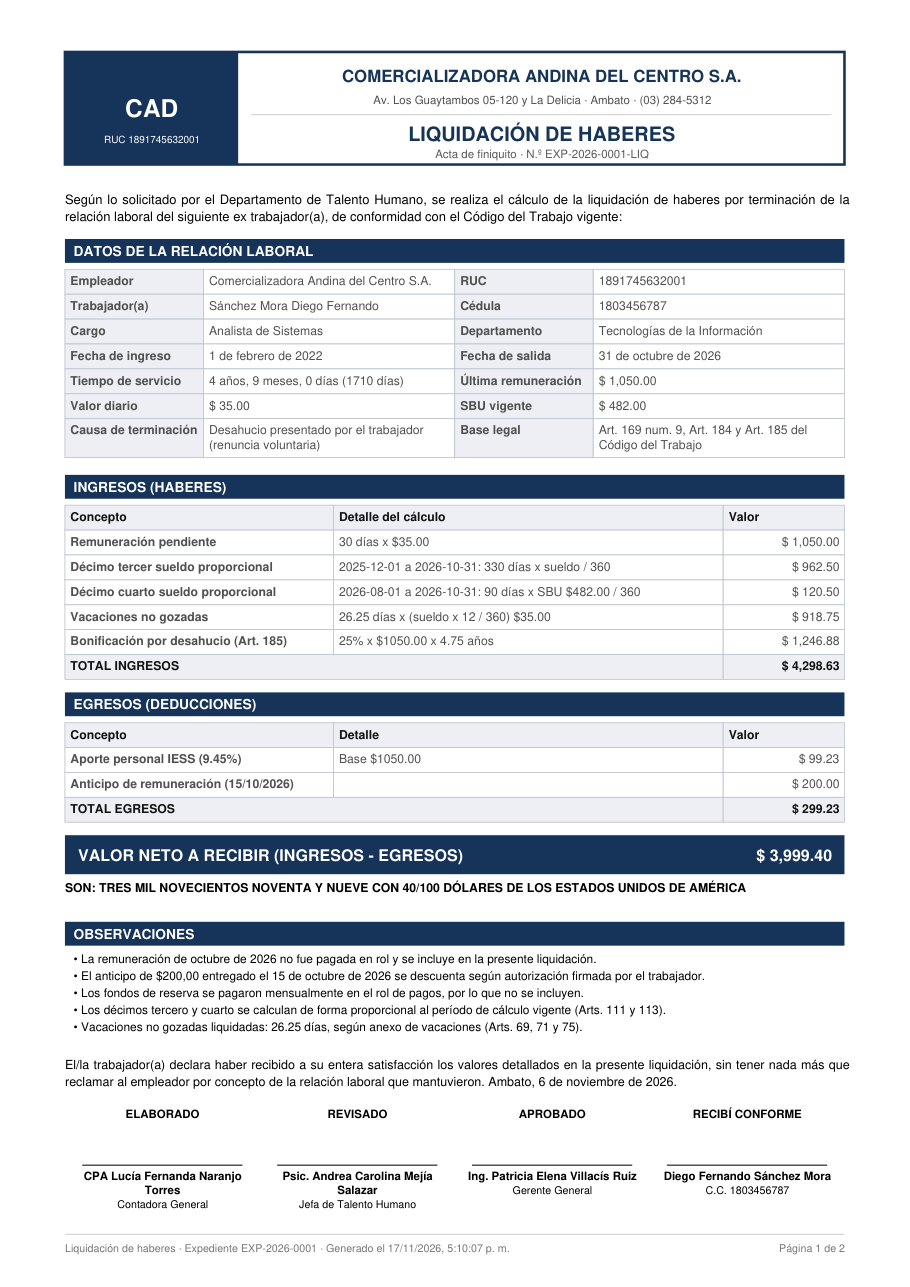 CAD
RUC 1891745632001
COMERCIALIZADORA ANDINA DEL CENTRO S.A.
Av. Los Guaytambos 05-120 y La Delicia · Ambato · (03) 284-5312
LIQUIDACIÓN DE HABERES
Acta de finiquito · N.º EXP-2026-0001-LIQ
Según lo solicitado por el Departamento de Talento Humano, se realiza el cálculo de la liquidación de haberes por terminación de la
relación laboral del siguiente ex trabajador(a), de conformidad con el Código del Trabajo vigente:
DATOS DE LA RELACIÓN LABORAL
Empleador Comercializadora Andina del Centro S.A. RUC 1891745632001
Trabajador(a) Sánchez Mora Diego Fernando Cédula 1803456787
Cargo Analista de Sistemas Departamento Tecnologías de la Información
Fecha de ingreso 1 de febrero de 2022 Fecha de salida 31 de octubre de 2026
Tiempo de servicio 4 años, 9 meses, 0 días (1710 días) Última remuneración $ 1,050.00
Valor diario $ 35.00 SBU vigente $ 482.00
Causa de terminación Desahucio presentado por el trabajador Base legal Art. 169 num. 9, Art. 184 y Art. 185 del
(renuncia voluntaria) Código del Trabajo
INGRESOS (HABERES)
Concepto Detalle del cálculo Valor
Remuneración pendiente 30 días x $35.00 $ 1,050.00
Décimo tercer sueldo proporcional 2025-12-01 a 2026-10-31: 330 días x sueldo / 360 $ 962.50
Décimo cuarto sueldo proporcional 2026-08-01 a 2026-10-31: 90 días x SBU $482.00 / 360 $ 120.50
Vacaciones no gozadas 26.25 días x (sueldo x 12 / 360) $35.00 $ 918.75
Bonificación por desahucio (Art. 185) 25% x $1050.00 x 4.75 años $ 1,246.88
TOTAL INGRESOS $ 4,298.63
EGRESOS (DEDUCCIONES)
Concepto Detalle Valor
Aporte personal IESS (9.45%) Base $1050.00 $ 99.23
Anticipo de remuneración (15/10/2026) $ 200.00
TOTAL EGRESOS $ 299.23
VALOR NETO A RECIBIR (INGRESOS - EGRESOS) $ 3,999.40
SON: TRES MIL NOVECIENTOS NOVENTA Y NUEVE CON 40/100 DÓLARES DE LOS ESTADOS UNIDOS DE AMÉRICA
OBSERVACIONES
• La remuneración de octubre de 2026 no fue pagada en rol y se incluye en la presente liquidación.
• El anticipo de $200,00 entregado el 15 de octubre de 2026 se descuenta según autorización firmada por el trabajador.
• Los fondos de reserva se pagaron mensualmente en el rol de pagos, por lo que no se incluyen.
• Los décimos tercero y cuarto se calculan de forma proporcional al período de cálculo vigente (Arts. 111 y 113).
• Vacaciones no gozadas liquidadas: 26.25 días, según anexo de vacaciones (Arts. 69, 71 y 75).
El/la trabajador(a) declara haber recibido a su entera satisfacción los valores detallados en la presente liquidación, sin tener nada más que
reclamar al empleador por concepto de la relación laboral que mantuvieron. Ambato, 6 de noviembre de 2026.
ELABORADO REVISADO APROBADO RECIBÍ CONFORME
CPA Lucía Fernanda Naranjo Psic. Andrea Carolina Mejía Ing. Patricia Elena Villacís Ruiz Diego Fernando Sánchez Mora
Torres Salazar Gerente General C.C. 1803456787
Contadora General Jefa de Talento Humano
Liquidación de haberes · Expediente EXP-2026-0001 · Generado el 17/11/2026, 5:10:07 p. m. Página 1 de 2